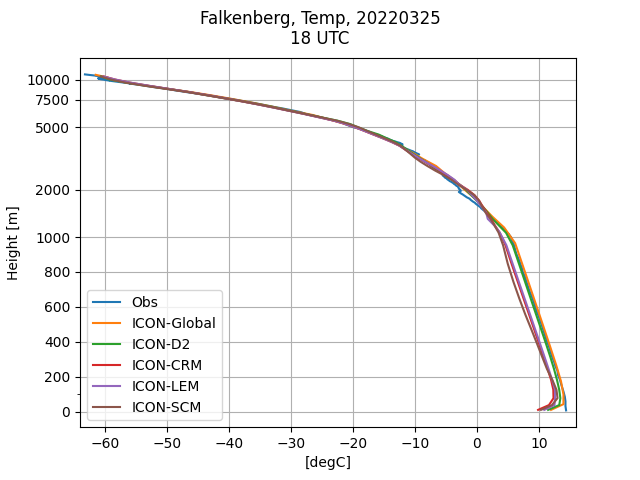 Falkenberg, Temp, 20220325
18 UTC
Height [m]
10000
7500
5000
2000
1000
800
600
400
200
0
Obs
ICON-Global
ICON-D2
ICON-CRM
ICON-LEM
ICON-SCM
−60 −50 −40 −30 −20 −10 0 10
[degC]